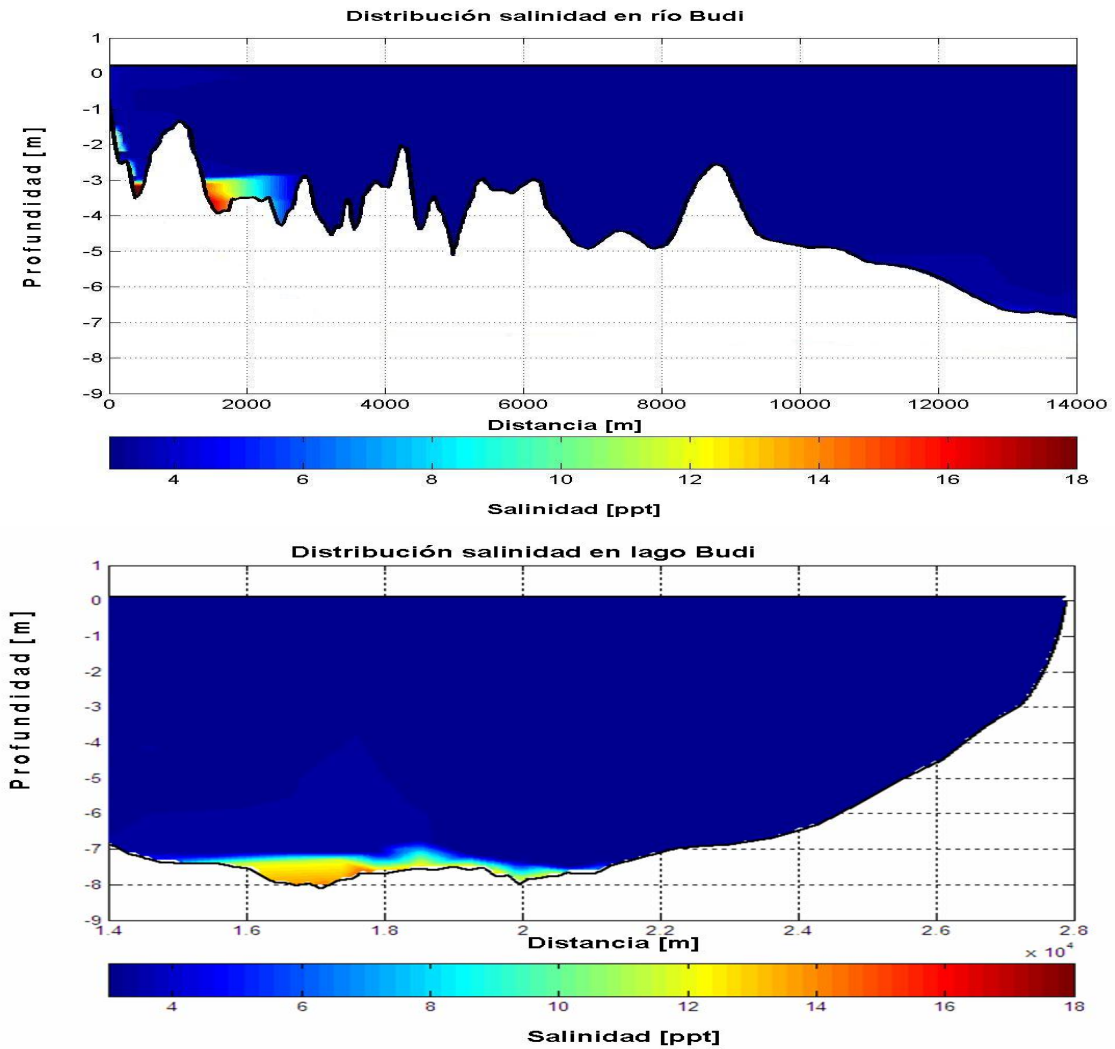 Distribución salinidad en río Budi
Profundidad [m]
1
0
-1
-2
-3
-4
-5
-6
-7
-8
-9
0 2000 4000 6000 8000 10000 12000 14000
Distancia [m]
4 6 8 10 12 14 16 18
Salinidad [ppt]
Distribución salinidad en lago Budi
Profundidad [m]
1
0
-1
-2
-3
-4
-5
-6
-7
-8
-9
1.4 1.6 1.8 2 2.2 2.4 2.6 2.8
Distancia [m]
x 10⁴
4 6 8 10 12 14 16 18
Salinidad [ppt]